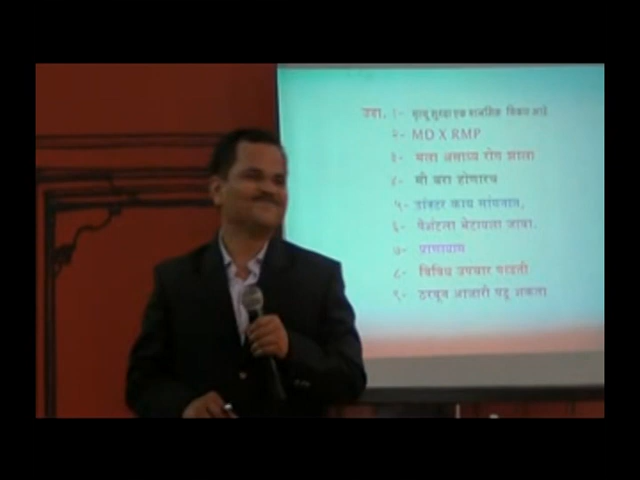 उदा. १- मृत्यू सुद्धा एक मानसिक विकार आहे
२- MD X RMP
३- मला असाध्य रोग झाला
४- मी बरा होणारच
५- डॉक्टर काय सांगतात,
६- पेशंटला भेटायला जावा.
७- प्राणायाम
८- विविध उपचार पद्धती
९- ठरवून आजारी पडू शकता